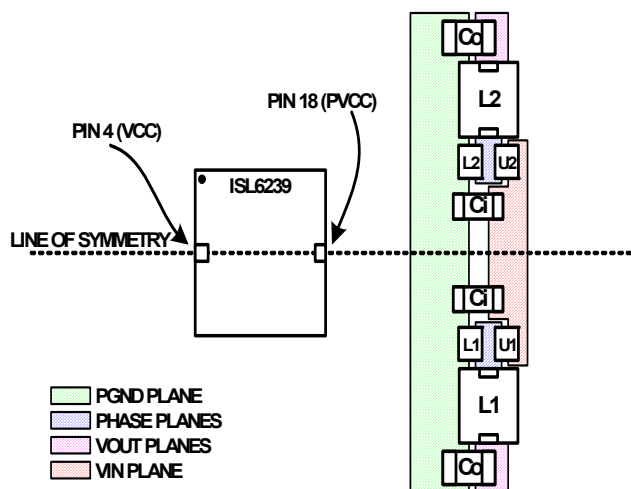 Co
L2
PIN 18 (PVCC)
PIN 4 (VCC)
L2
U2
ISL6239
Ci
LINE OF SYMMETRY
Ci
L1
U1
PGND PLANE
PHASE PLANES
L1
VOUT PLANES
Co
VIN PLANE